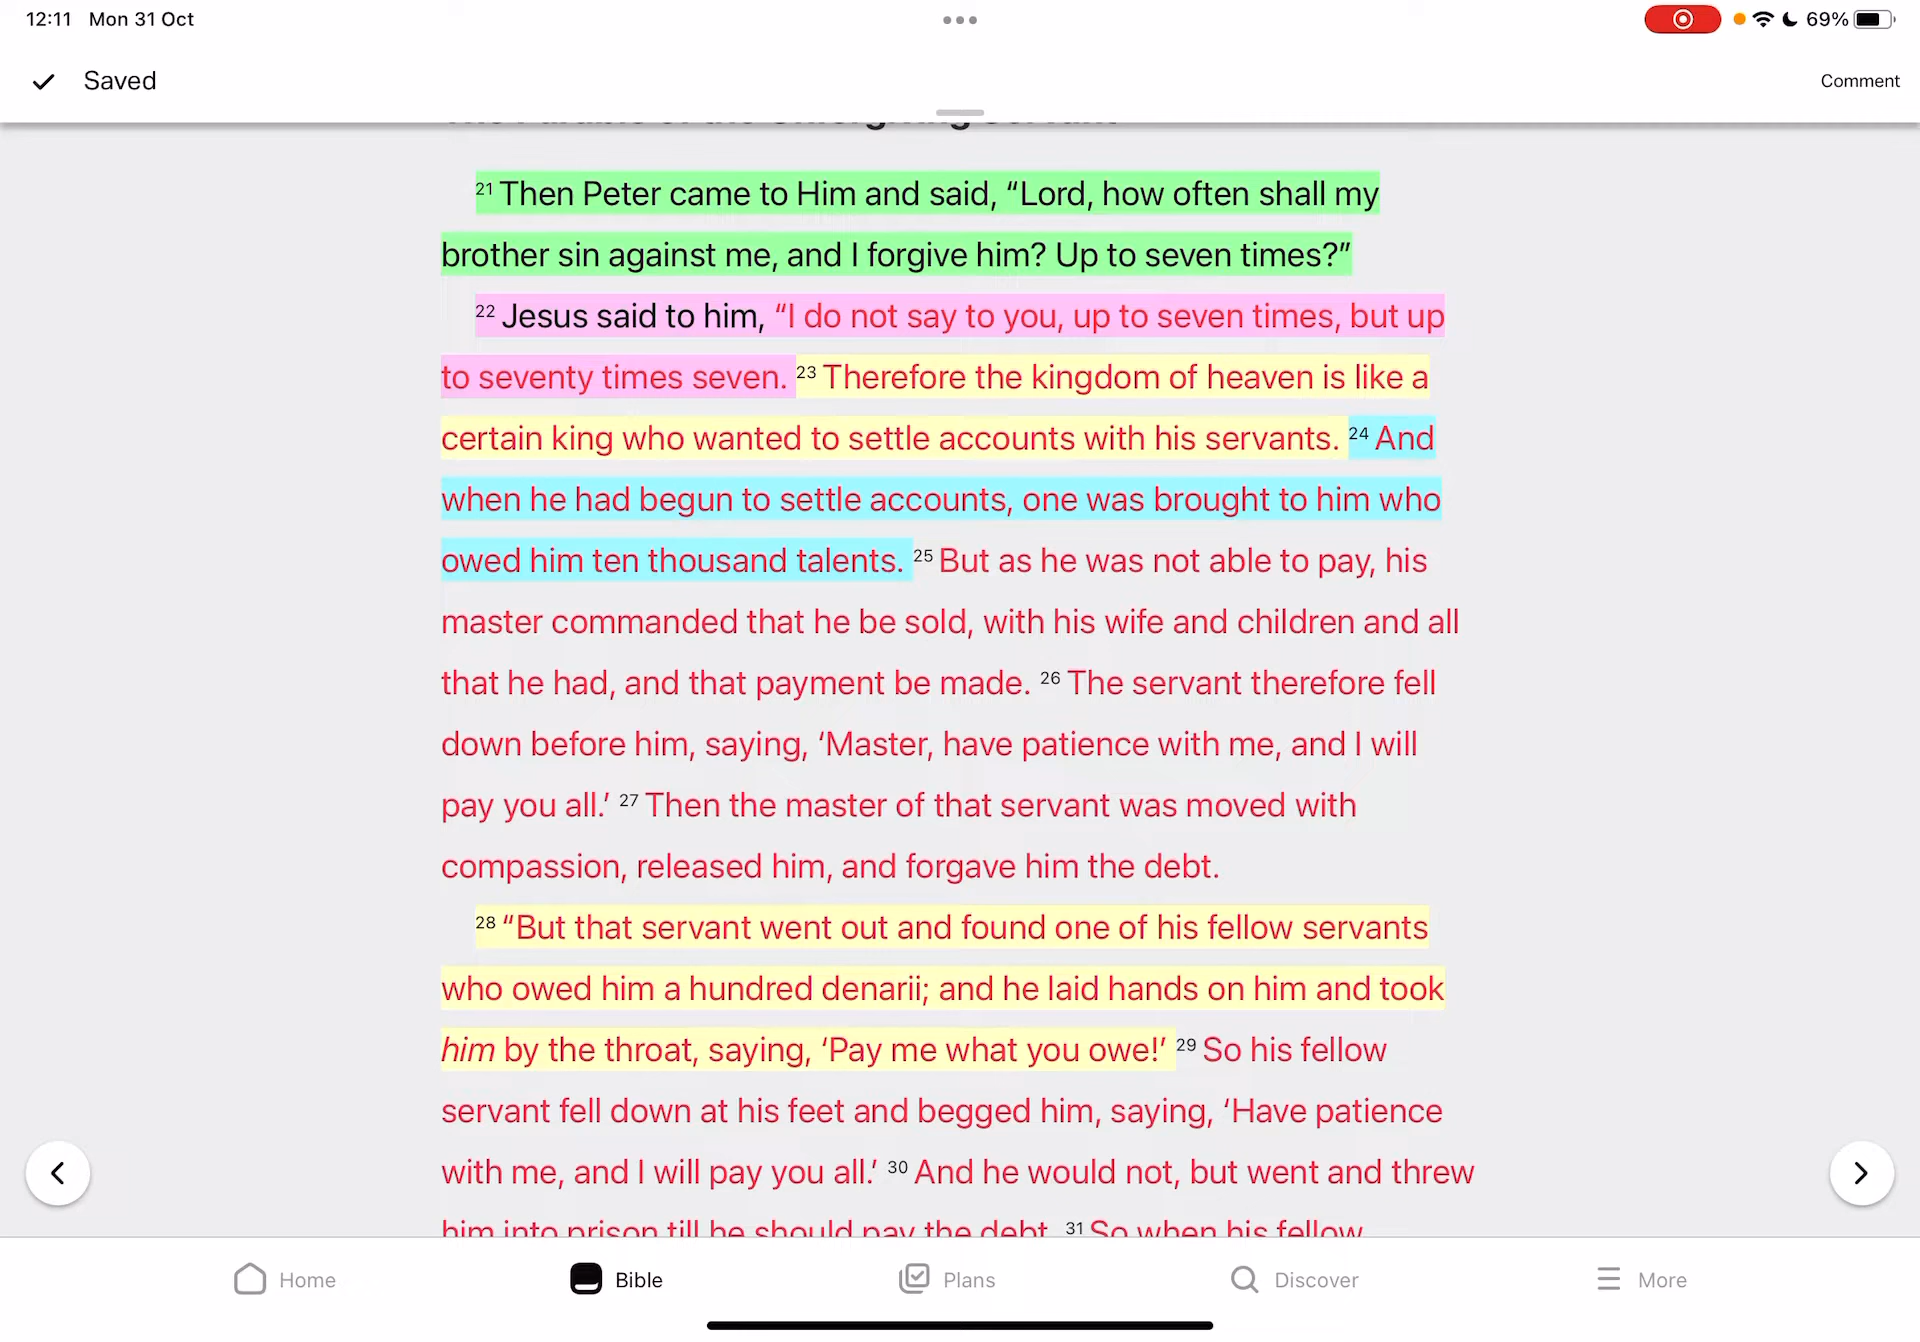 12:11 Mon 31 Oct
69%
Saved
Comment
The Parable of the Unforgiving Servant
21 Then Peter came to Him and said, “Lord, how often shall my
brother sin against me, and I forgive him? Up to seven times?”
22 Jesus said to him, “I do not say to you, up to seven times, but up
to seventy times seven. 23 Therefore the kingdom of heaven is like a
certain king who wanted to settle accounts with his servants. 24 And
when he had begun to settle accounts, one was brought to him who
owed him ten thousand talents. 25 But as he was not able to pay, his
master commanded that he be sold, with his wife and children and all
that he had, and that payment be made. 26 The servant therefore fell
down before him, saying, ‘Master, have patience with me, and I will
pay you all.’ 27 Then the master of that servant was moved with
compassion, released him, and forgave him the debt.
28 “But that servant went out and found one of his fellow servants
who owed him a hundred denarii; and he laid hands on him and took
him by the throat, saying, ‘Pay me what you owe!’ 29 So his fellow
servant fell down at his feet and begged him, saying, ‘Have patience
with me, and I will pay you all.’ 30 And he would not, but went and threw
him into prison till he should pay the debt. 31 So when his fellow
Home
Bible
Plans
Discover
More